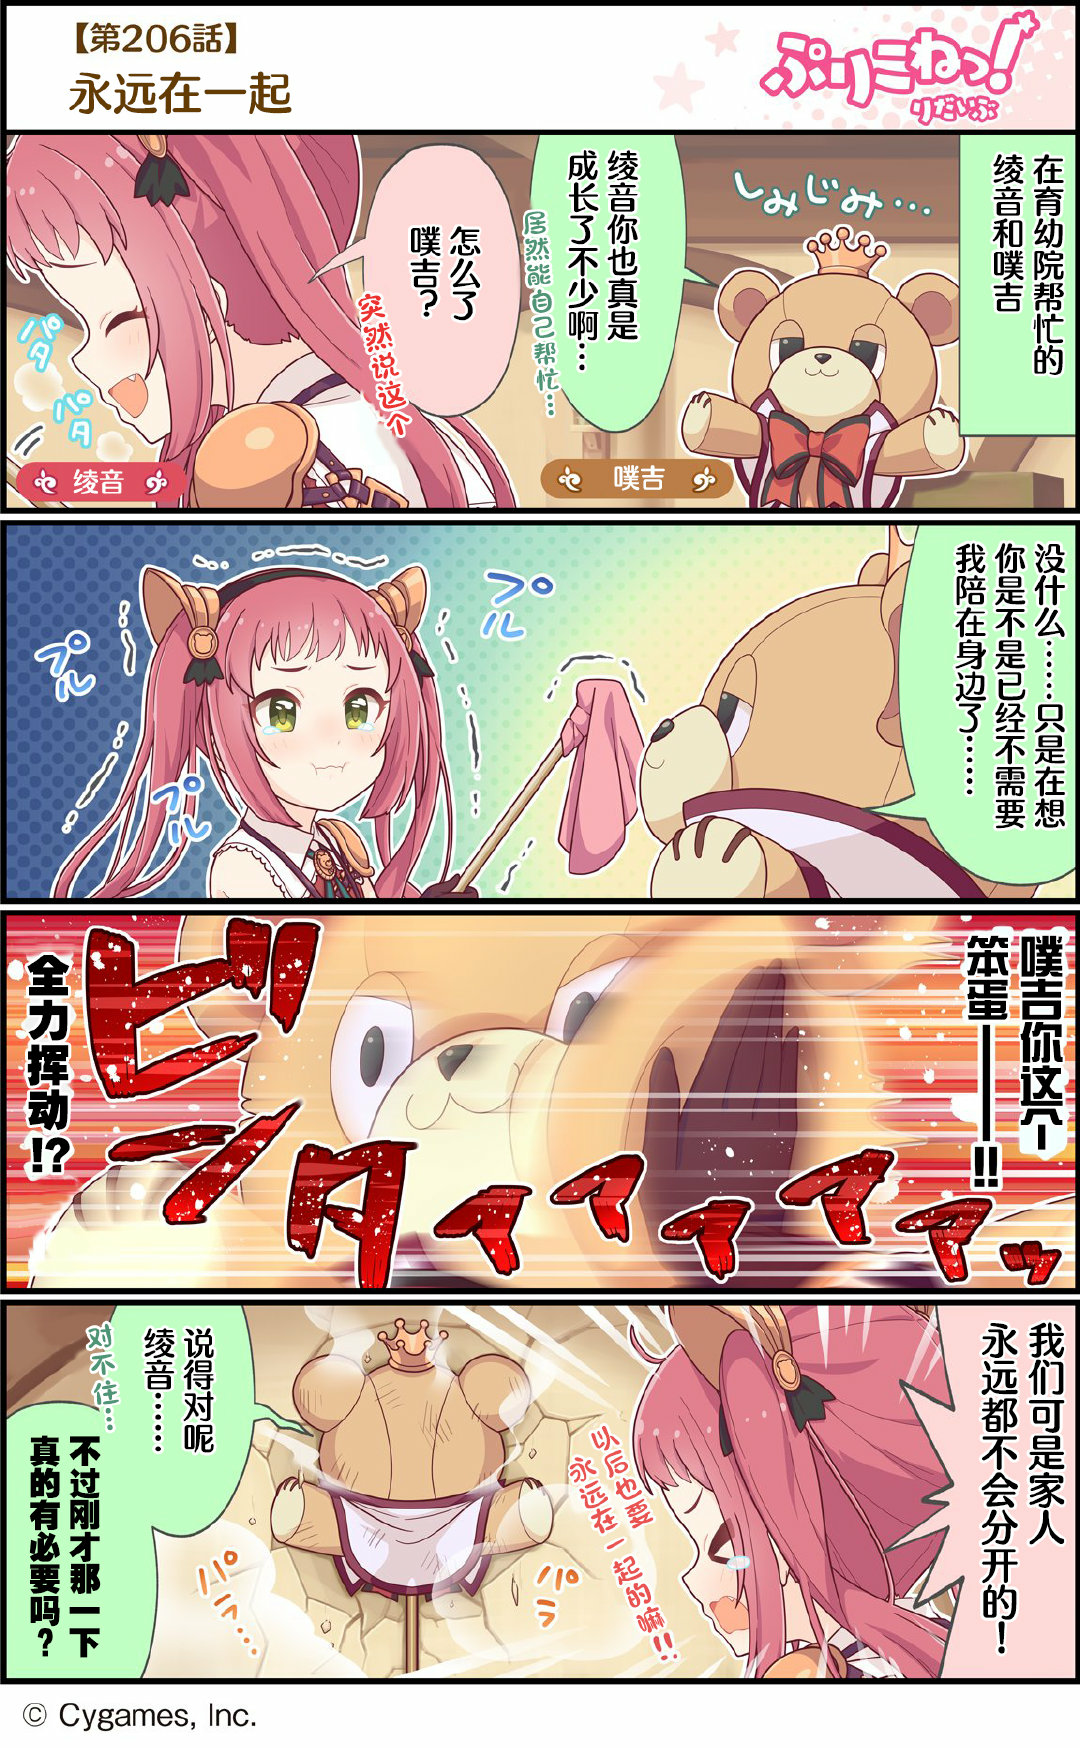 【第206話】
永远在一起
ぷりこねっ!
りだいぶ
在育幼院帮忙的
绫音和噗吉
しみじみ…
绫音你也真是
成长了不少啊…
居然能自己帮忙…
怎么了
噗吉?
突然说这个
パタ
パタ
绫音
噗吉
没什么……只是在想
你是不是已经不需要
我陪在身边了……
プル
プル
プル
噗吉你这个
笨蛋——!!
ビシタァァァァァッ
全力挥动!?
我们可是家人
永远都不会分开的!
以后也要
永远在一起的嘛!!
说得对呢
绫音……
对不住…
不过刚才那一下
真的有必要吗?
パラ…
パラ
© Cygames, Inc.